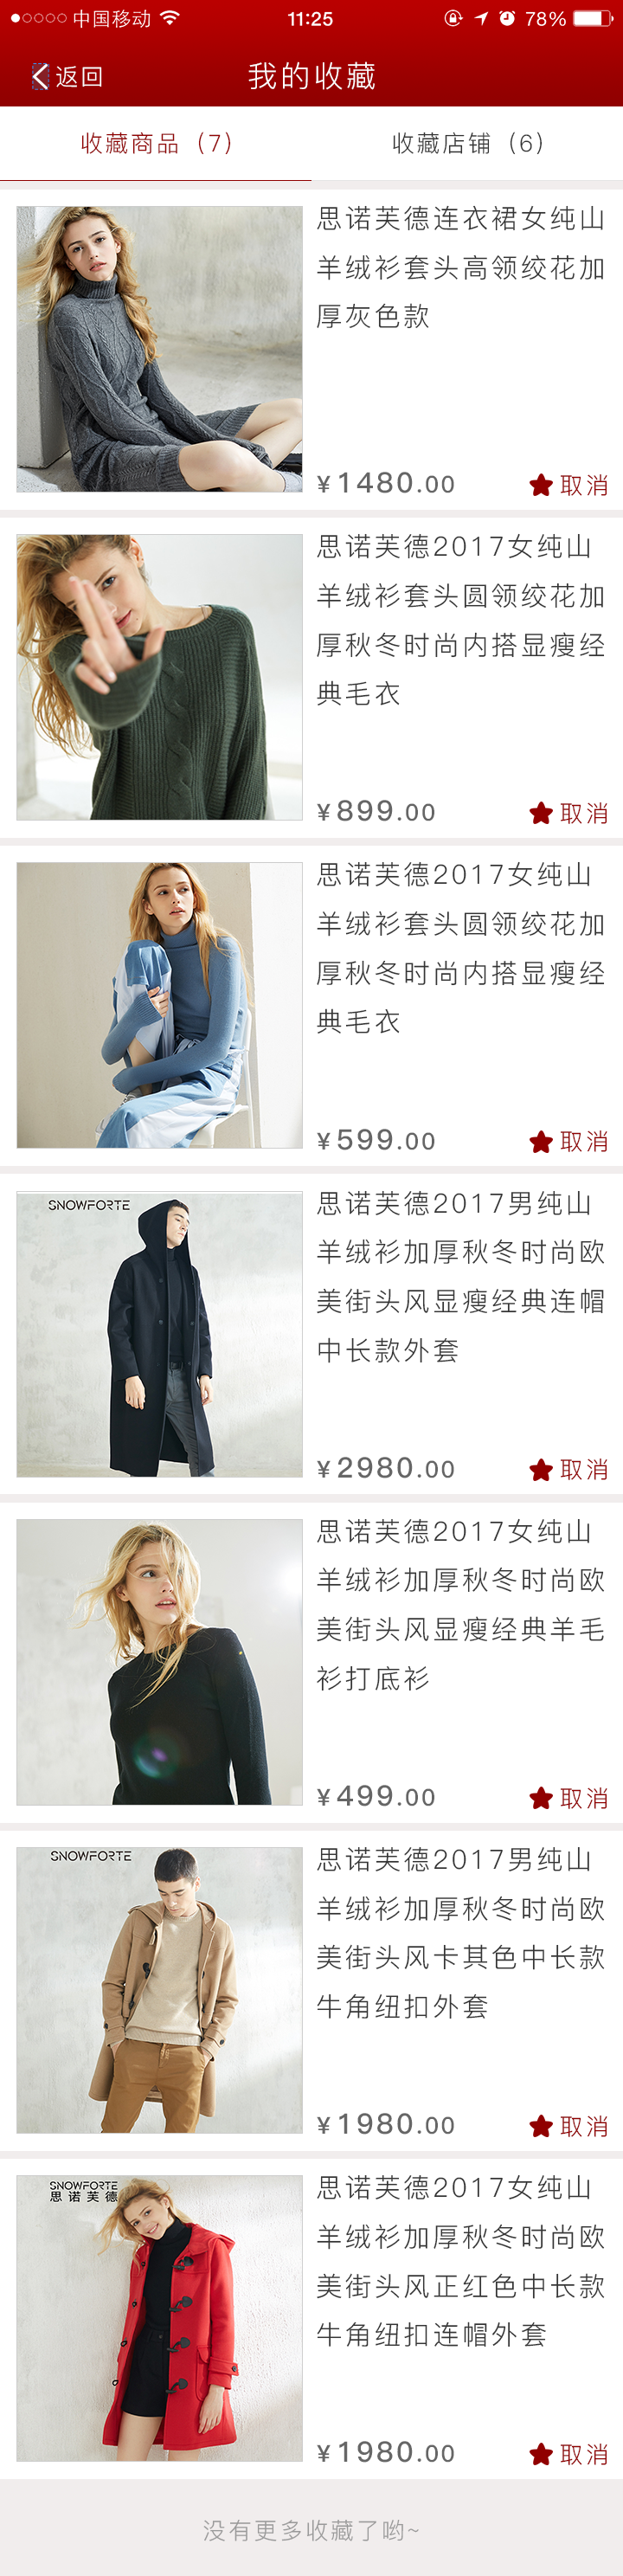 中国移动 11:25 78%
返回 我的收藏
收藏商品（7） 收藏店铺（6）
思诺芙德连衣裙女纯山
羊绒衫套头高领绞花加
厚灰色款
¥1480.00 取消
思诺芙德2017女纯山
羊绒衫套头圆领绞花加
厚秋冬时尚内搭显瘦经
典毛衣
¥899.00 取消
思诺芙德2017女纯山
羊绒衫套头圆领绞花加
厚秋冬时尚内搭显瘦经
典毛衣
¥599.00 取消
SNOWFORTE
思诺芙德2017男纯山
羊绒衫加厚秋冬时尚欧
美街头风显瘦经典连帽
中长款外套
¥2980.00 取消
思诺芙德2017女纯山
羊绒衫加厚秋冬时尚欧
美街头风显瘦经典羊毛
衫打底衫
¥499.00 取消
SNOWFORTE
思诺芙德2017男纯山
羊绒衫加厚秋冬时尚欧
美街头风卡其色中长款
牛角纽扣外套
¥1980.00 取消
SNOWFORTE
思诺芙德
思诺芙德2017女纯山
羊绒衫加厚秋冬时尚欧
美街头风正红色中长款
牛角纽扣连帽外套
¥1980.00 取消
没有更多收藏了哟~